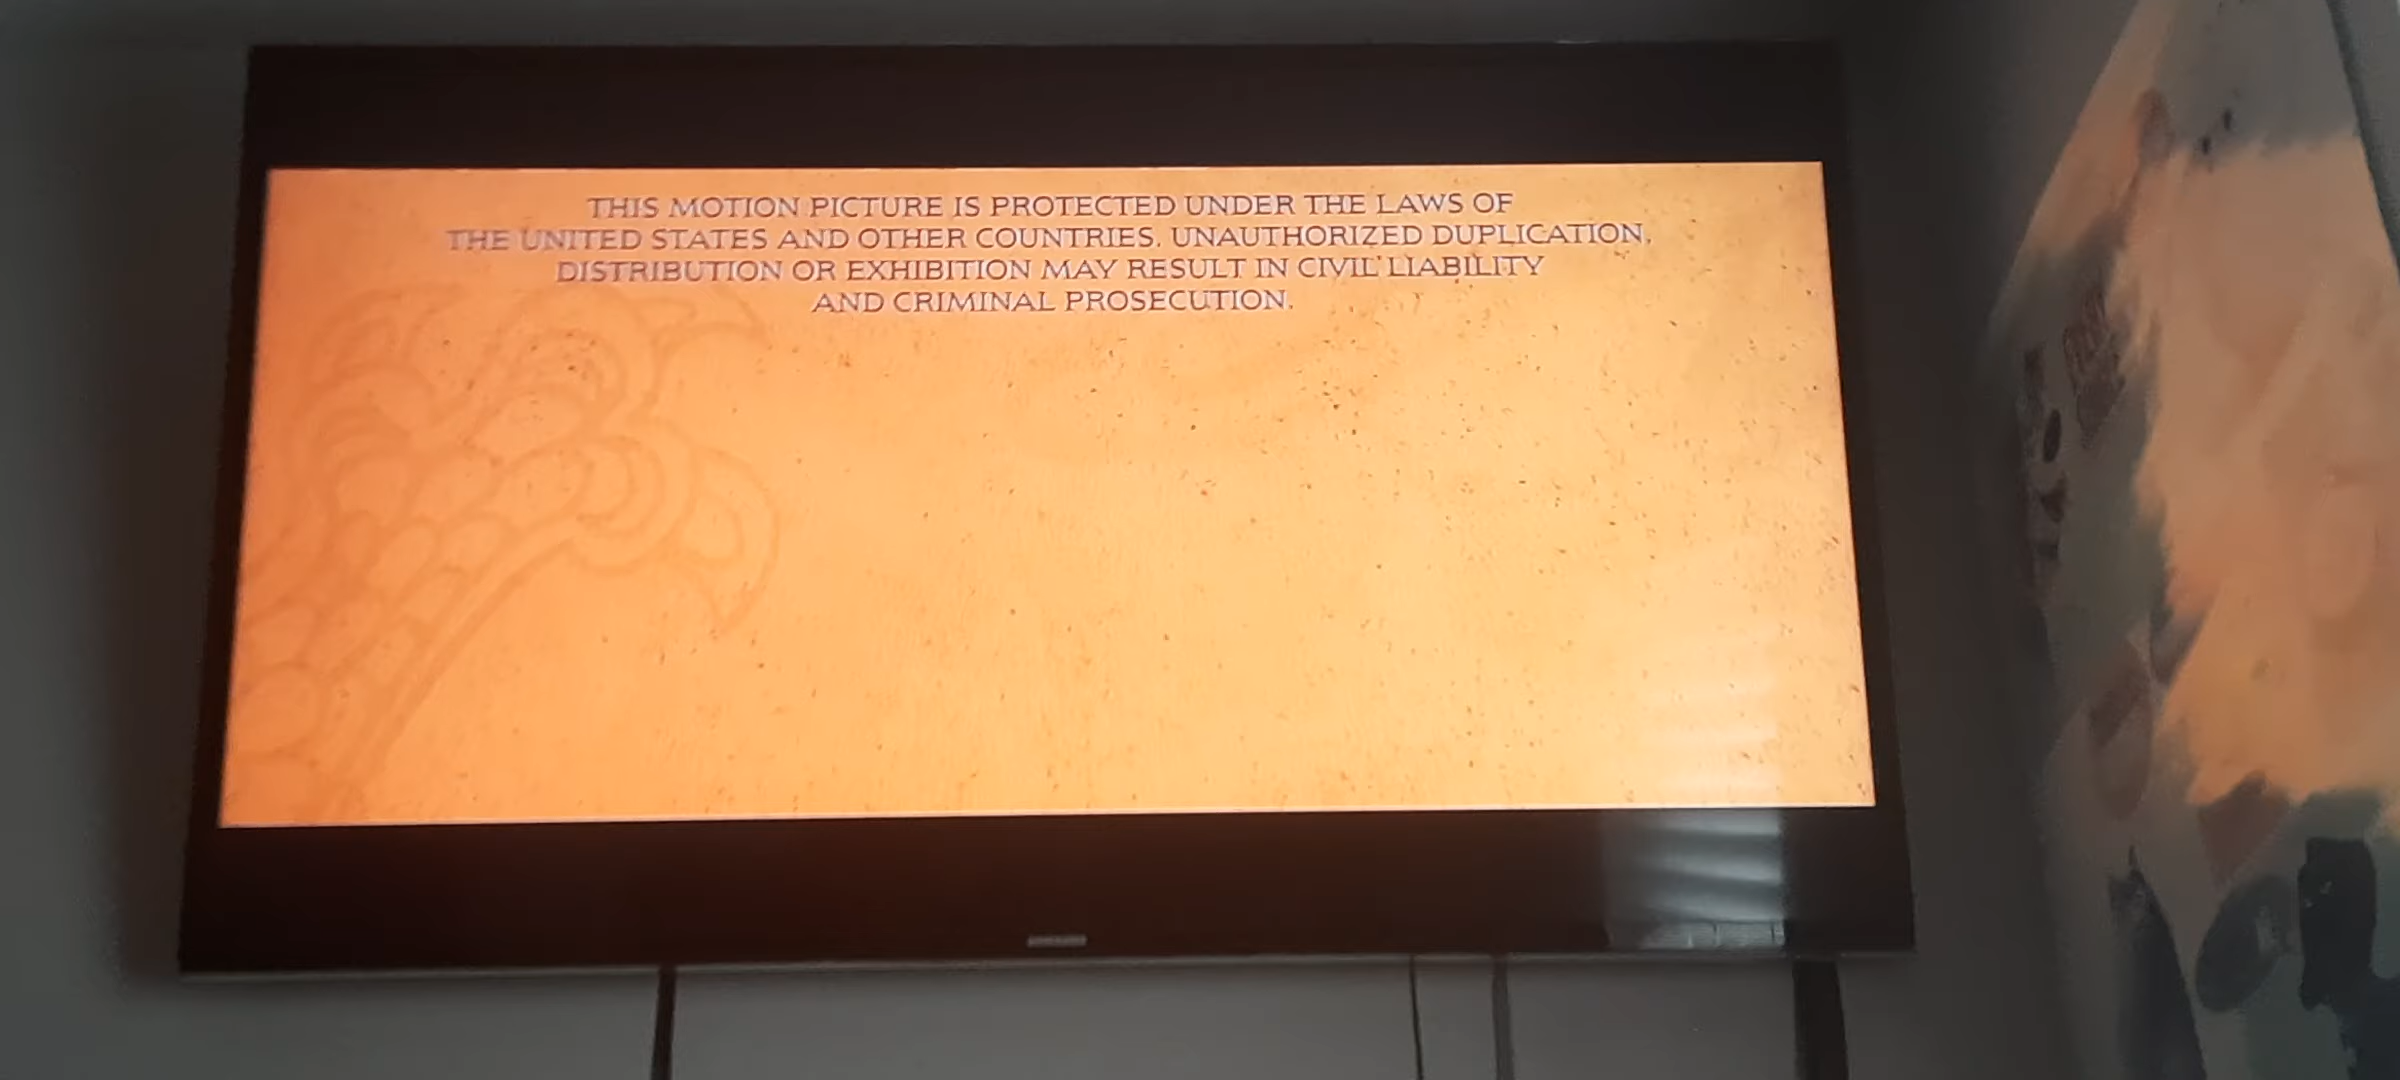 THIS MOTION PICTURE IS PROTECTED UNDER THE LAWS OF
THE UNITED STATES AND OTHER COUNTRIES. UNAUTHORIZED DUPLICATION,
DISTRIBUTION OR EXHIBITION MAY RESULT IN CIVIL LIABILITY
AND CRIMINAL PROSECUTION.